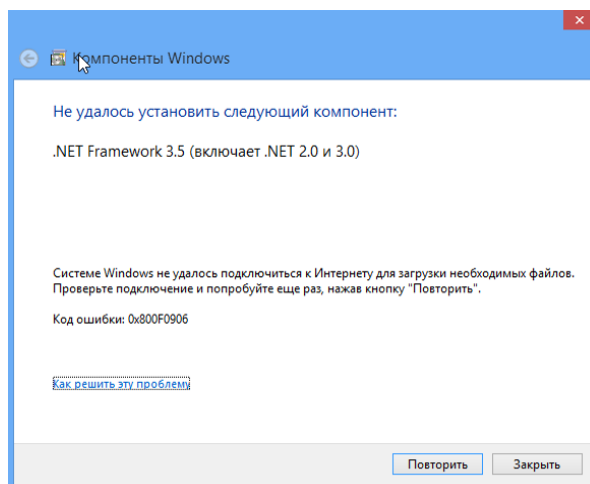 Компоненты Windows
Не удалось установить следующий компонент:
.NET Framework 3.5 (включает .NET 2.0 и 3.0)
Системе Windows не удалось подключиться к Интернету для загрузки необходимых файлов.
Проверьте подключение и попробуйте еще раз, нажав кнопку "Повторить".
Код ошибки: 0x800F0906
Как решить эту проблему
Повторить Закрыть